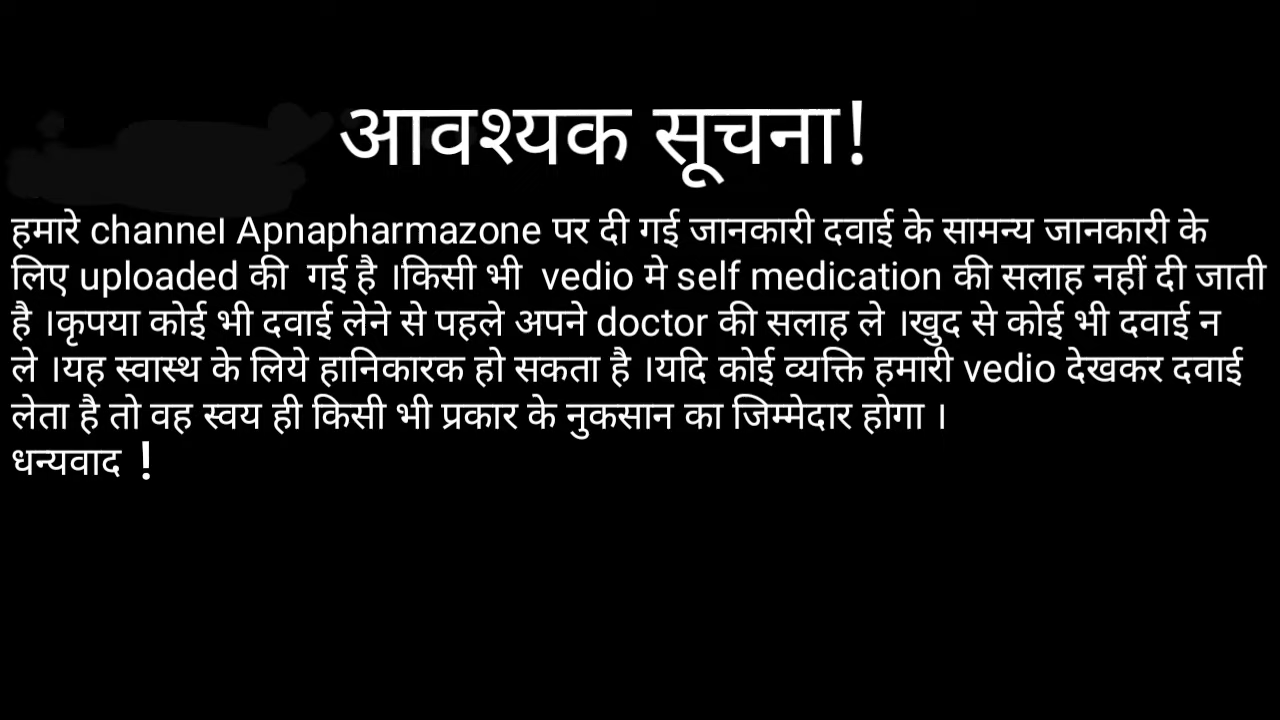 आवश्यक सूचना!
हमारे channel Apnapharmazone पर दी गई जानकारी दवाई के सामन्य जानकारी के
लिए uploaded की गई है ।किसी भी vedio मे self medication की सलाह नहीं दी जाती
है ।कृपया कोई भी दवाई लेने से पहले अपने doctor की सलाह ले ।खुद से कोई भी दवाई न
ले ।यह स्वास्थ के लिये हानिकारक हो सकता है ।यदि कोई व्यक्ति हमारी vedio देखकर दवाई
लेता है तो वह स्वय ही किसी भी प्रकार के नुकसान का जिम्मेदार होगा ।
धन्यवाद !